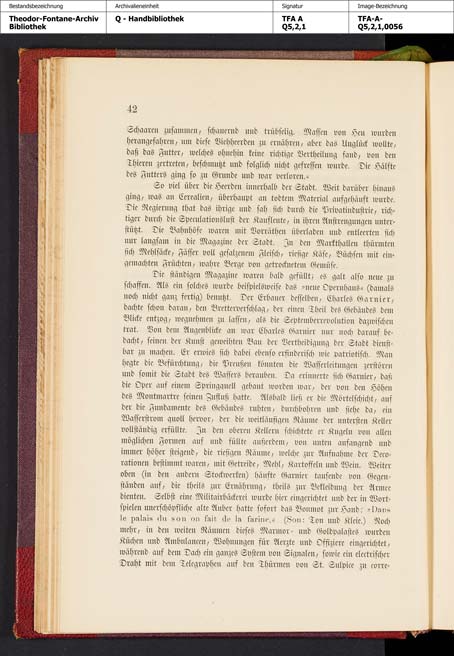 Bestandsbezeichnung
Archivalieneinheit
Signatur
Image-Bezeichnung
Theodor-Fontane-Archiv
Bibliothek
Q - Handbibliothek
TFA A
Q5,2,1
TFA-A-
Q5,2,1,0056
42
Schaaren zusammen, schauernd und trübselig. Massen von Heu wurden
herangefahren, um diese Viehheerden zu ernähren, aber das Unglück wollte,
daß das Futter, welches ohnehin keine richtige Vertheilung fand, von den
Thieren zertreten, beschmutzt und folglich nicht gefressen wurde. Die Hälfte
des Futters ging so zu Grunde und war verloren.«
So viel über die Heerden innerhalb der Stadt. Weit darüber hinaus
ging, was an Cerealien, überhaupt an todtem Material aufgehäuft wurde.
Die Regierung that das ihrige und sah sich durch die Privatindustrie, rich-
tiger durch die Speculationslust der Kaufleute, in ihren Anstrengungen unter-
stützt. Die Bahnhöfe waren mit Vorräthen überladen und entleerten sich
nur langsam in die Magazine der Stadt. In den Markthallen thürmten
sich Mehlsäcke, Fässer voll gesalzenem Fleisch, riesige Käse, Büchsen mit ein-
gemachten Früchten, wahre Berge von getrocknetem Gemüse.
Die ständigen Magazine waren bald gefüllt; es galt also neue zu
schaffen. Als ein solches wurde beispielsweise das »neue Opernhaus« (damals
noch nicht ganz fertig) benutzt. Der Erbauer desselben, Charles Garnier,
dachte schon daran, den Bretterverschlag, der einen Theil des Gebäudes dem
Blick entzog, wegnehmen zu lassen, als die Septemberrevolution dazwischen
trat. Von dem Augenblicke an war Charles Garnier nur noch darauf be-
dacht, seinen der Kunst geweihten Bau der Vertheidigung der Stadt dienst-
bar zu machen. Er erwies sich dabei ebenso erfinderisch wie patriotisch. Man
hegte die Befürchtung, die Preußen könnten die Wasserleitungen zerstören
und somit die Stadt des Wassers berauben. Da erinnerte sich Garnier, daß
die Oper auf einem Springquell gebaut worden war, der von den Höhen
des Montmartre seinen Zufluß hatte. Alsbald ließ er die Mörtelschicht, auf
der die Fundamente des Gebäudes ruhten, durchbohren und siehe da, ein
Wasserstrom quoll hervor, der die weitläufigen Räume der untersten Keller
vollständig erfüllte. In den oberen Kellern schichtete er Kugeln von allen
möglichen Formen auf und füllte außerdem, von unten anfangend und
immer höher steigend, die riesigen Räume, welche zur Aufnahme der Deco-
rationen bestimmt waren, mit Getreide, Mehl, Kartoffeln und Wein. Weiter
oben (in den andern Stockwerken) häufte Garnier tausende von Gegen-
ständen auf, die theils zur Ernährung, theils zur Bekleidung der Armee
dienten. Selbst eine Militairbäckerei wurde hier eingerichtet und der in Wort-
spielen unerschöpfliche alte Auber hatte sofort das Bonmot zur Hand: »Dans
le palais du son on fait de la farine.« (Son: Ton und Kleie.) Noch
mehr, in den weiten Räumen dieses Marmor- und Goldpalastes wurden
Küchen und Ambulancen, Wohnungen für Aerzte und Offiziere eingerichtet,
während auf dem Dach ein ganzes System von Signalen, sowie ein electrischer
Draht mit dem Telegraphen auf den Thürmen von St. Sulpice zu corre-